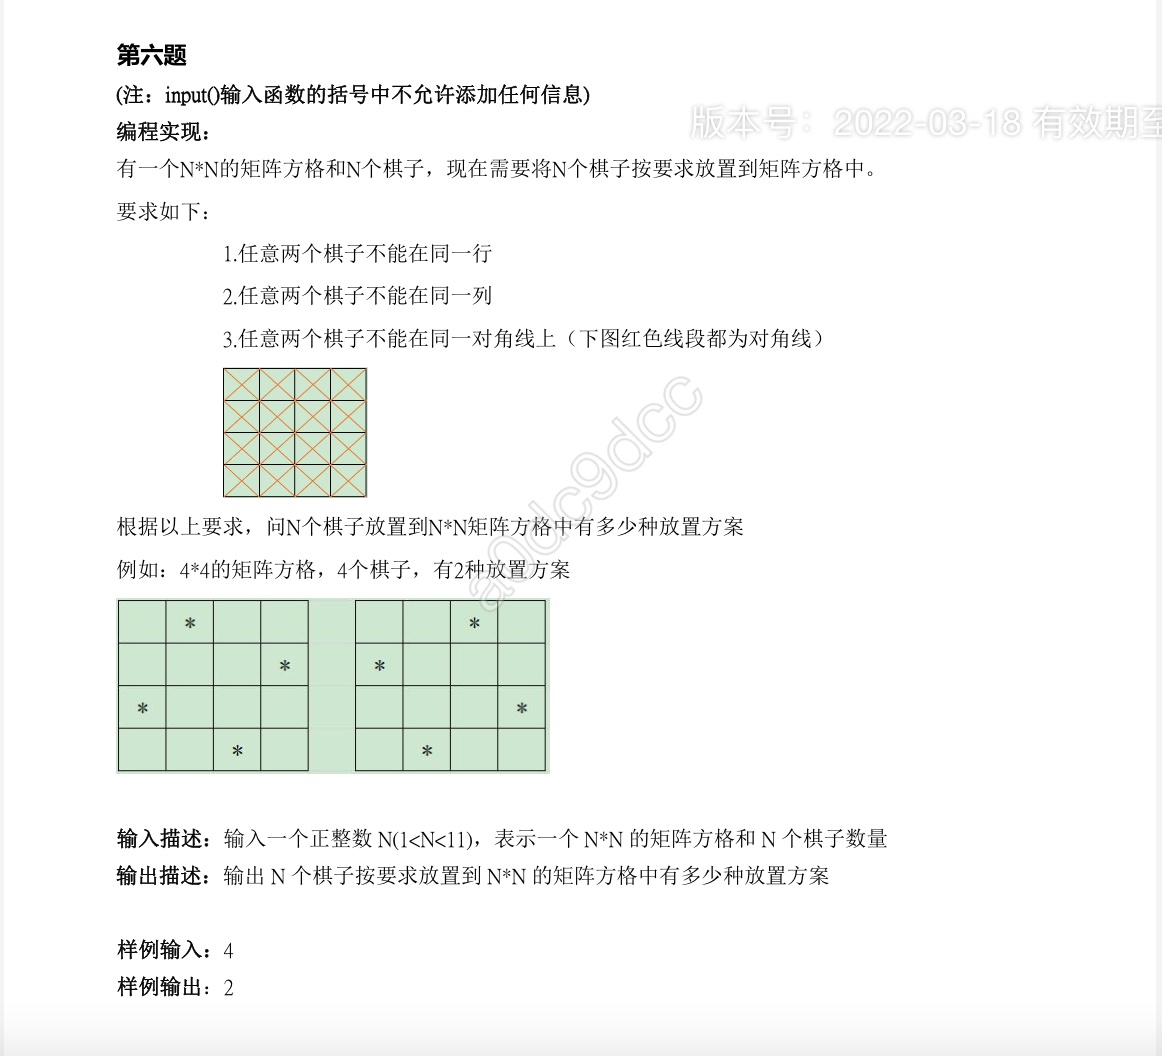 第六题
(注：input()输入函数的括号中不允许添加任何信息)
版本号：2022-03-18 有效期至
编程实现：
有一个N*N的矩阵方格和N个棋子，现在需要将N个棋子按要求放置到矩阵方格中。
要求如下：
1.任意两个棋子不能在同一行
2.任意两个棋子不能在同一列
3.任意两个棋子不能在同一对角线上（下图红色线段都为对角线）
根据以上要求，问N个棋子放置到N*N矩阵方格中有多少种放置方案
例如：4*4的矩阵方格，4个棋子，有2种放置方案
a9dc9dcc
* *
* *
* *
* *
输入描述：输入一个正整数 N(1<N<11)，表示一个 N*N 的矩阵方格和 N 个棋子数量
输出描述：输出 N 个棋子按要求放置到 N*N 的矩阵方格中有多少种放置方案
样例输入：4
样例输出：2